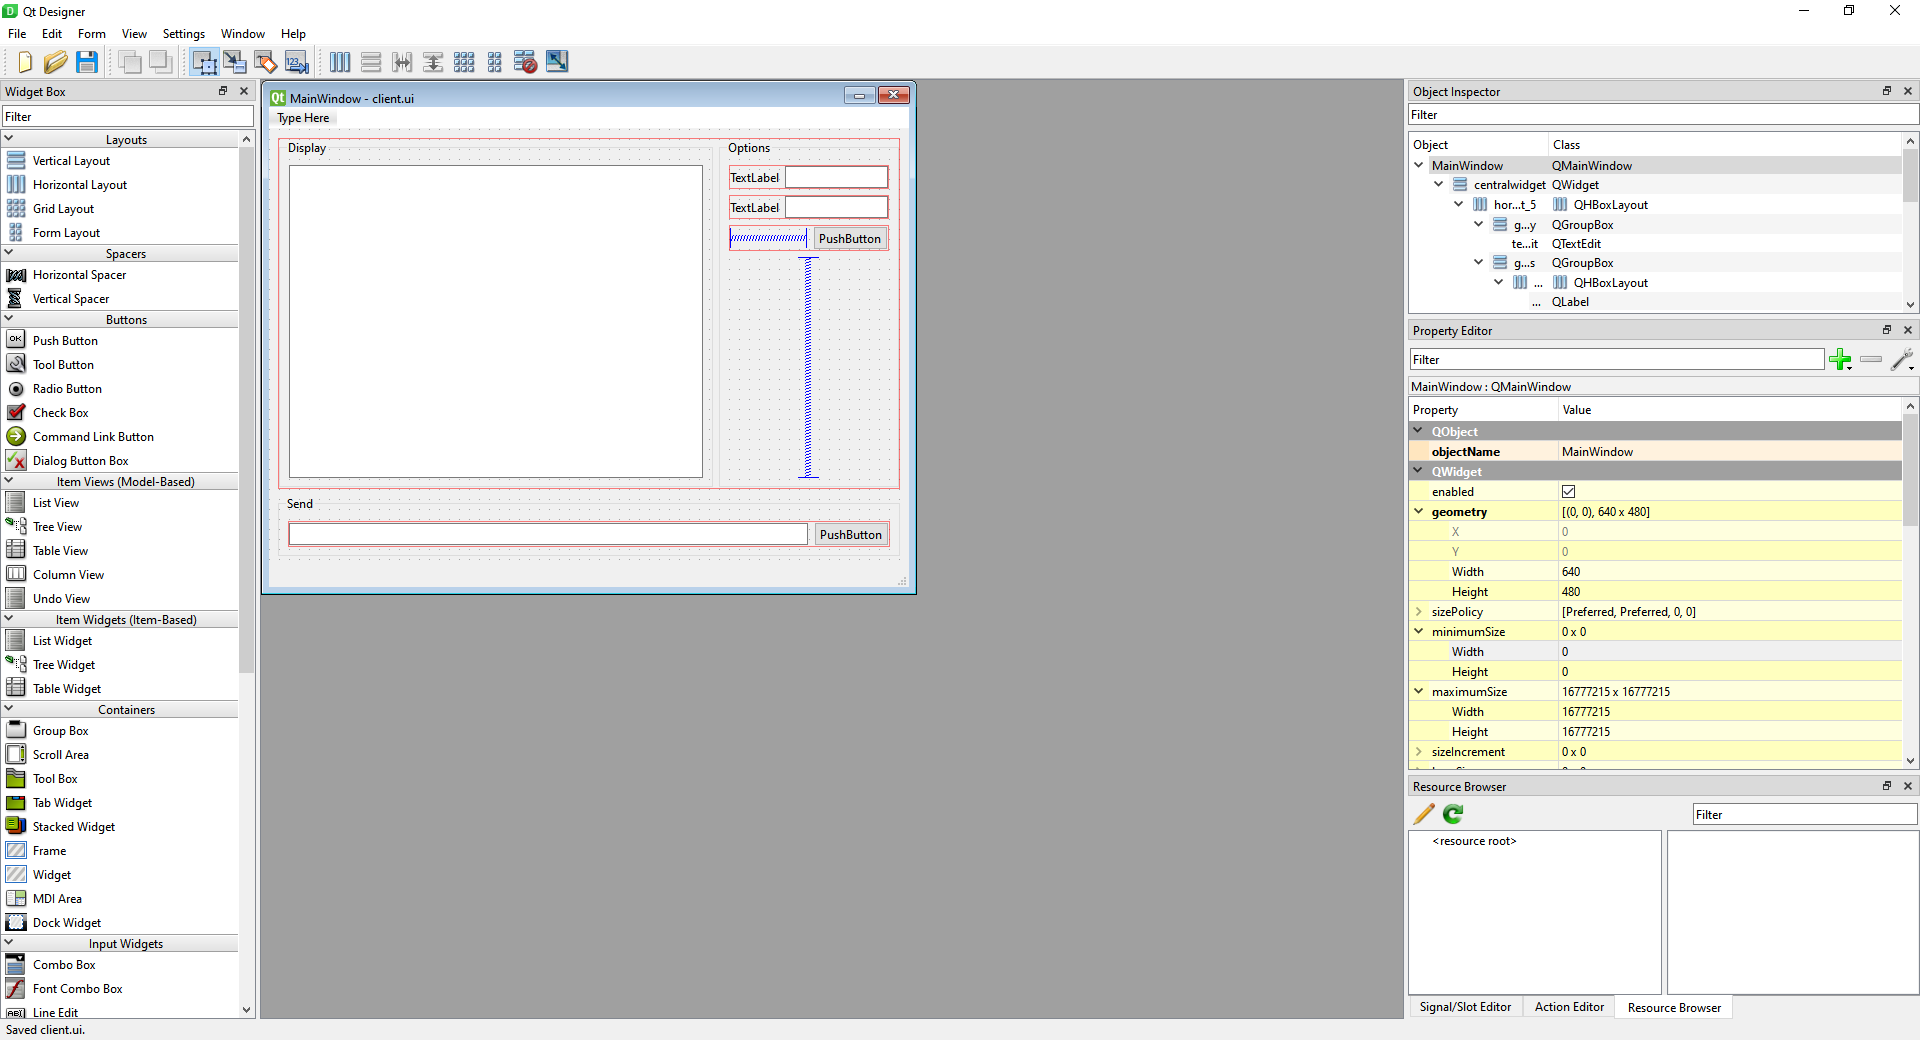 Qt Designer
File Edit Form View Settings Window Help
Widget Box
Filter
Layouts
Vertical Layout
Horizontal Layout
Grid Layout
Form Layout
Spacers
Horizontal Spacer
Vertical Spacer
Buttons
Push Button
Tool Button
Radio Button
Check Box
Command Link Button
Dialog Button Box
Item Views (Model-Based)
List View
Tree View
Table View
Column View
Undo View
Item Widgets (Item-Based)
List Widget
Tree Widget
Table Widget
Containers
Group Box
Scroll Area
Tool Box
Tab Widget
Stacked Widget
Frame
Widget
MDI Area
Dock Widget
Input Widgets
Combo Box
Font Combo Box
Line Edit
Saved client.ui.
MainWindow - client.ui
Type Here
Display
Options
TextLabel
TextLabel
PushButton
Send
PushButton
Object Inspector
Filter
Object Class
MainWindow QMainWindow
centralwidget QWidget
hor...t_5 QHBoxLayout
g...y QGroupBox
te...it QTextEdit
g...s QGroupBox
... QHBoxLayout
... QLabel
Property Editor
Filter
MainWindow : QMainWindow
Property Value
QObject
objectName MainWindow
QWidget
enabled
geometry [(0, 0), 640 x 480]
X 0
Y 0
Width 640
Height 480
sizePolicy [Preferred, Preferred, 0, 0]
minimumSize 0 x 0
Width 0
Height 0
maximumSize 16777215 x 16777215
Width 16777215
Height 16777215
sizeIncrement 0 x 0
Resource Browser
Filter
<resource root>
Signal/Slot Editor Action Editor Resource Browser